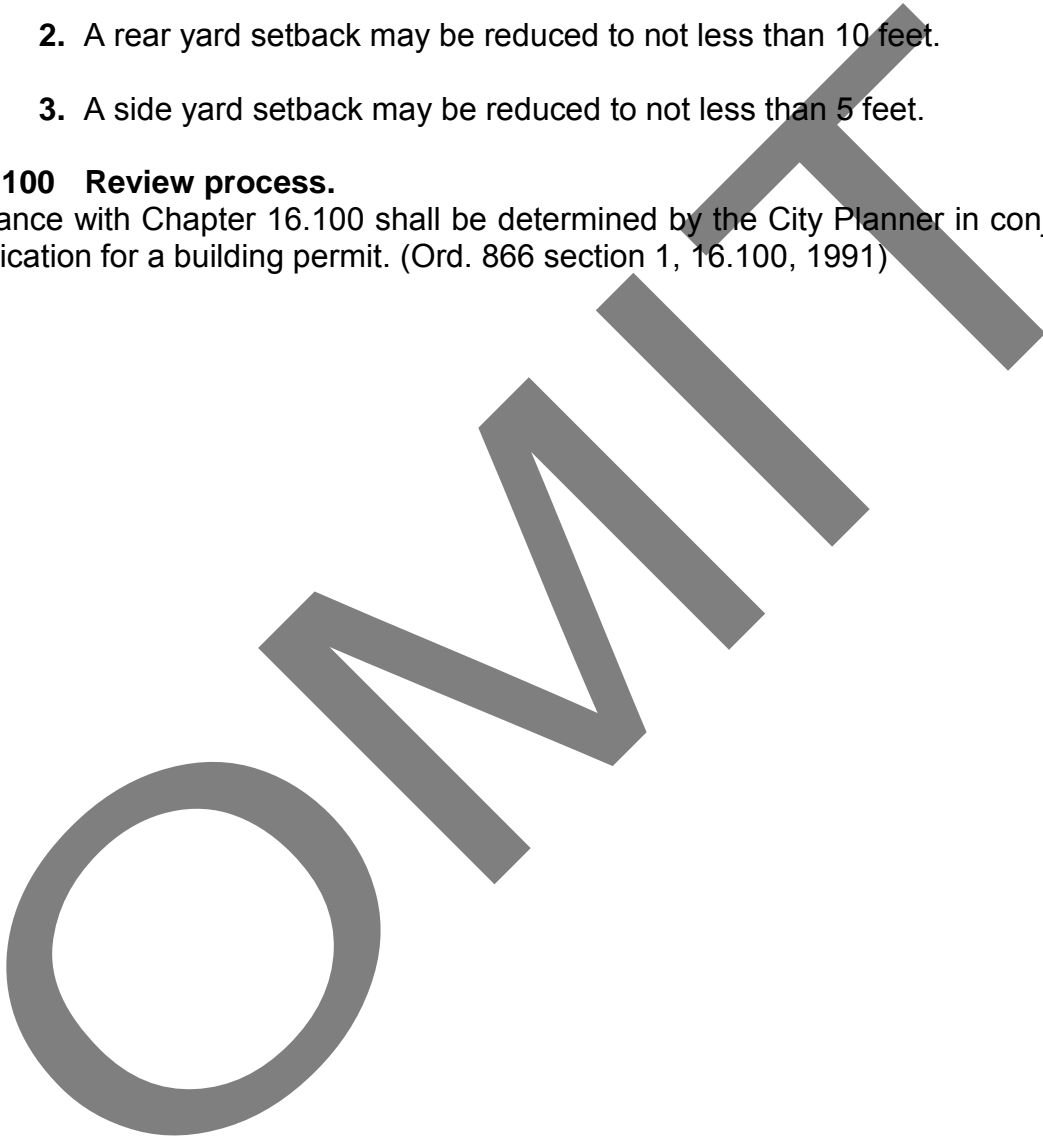 2. A rear yard setback may be reduced to not less than 10 feet.
3. A side yard setback may be reduced to not less than 5 feet.
100 Review process.
ance with Chapter 16.100 shall be determined by the City Planner in con
ication for a building permit. (Ord. 866 section 1, 16.100, 1991)
OMIT